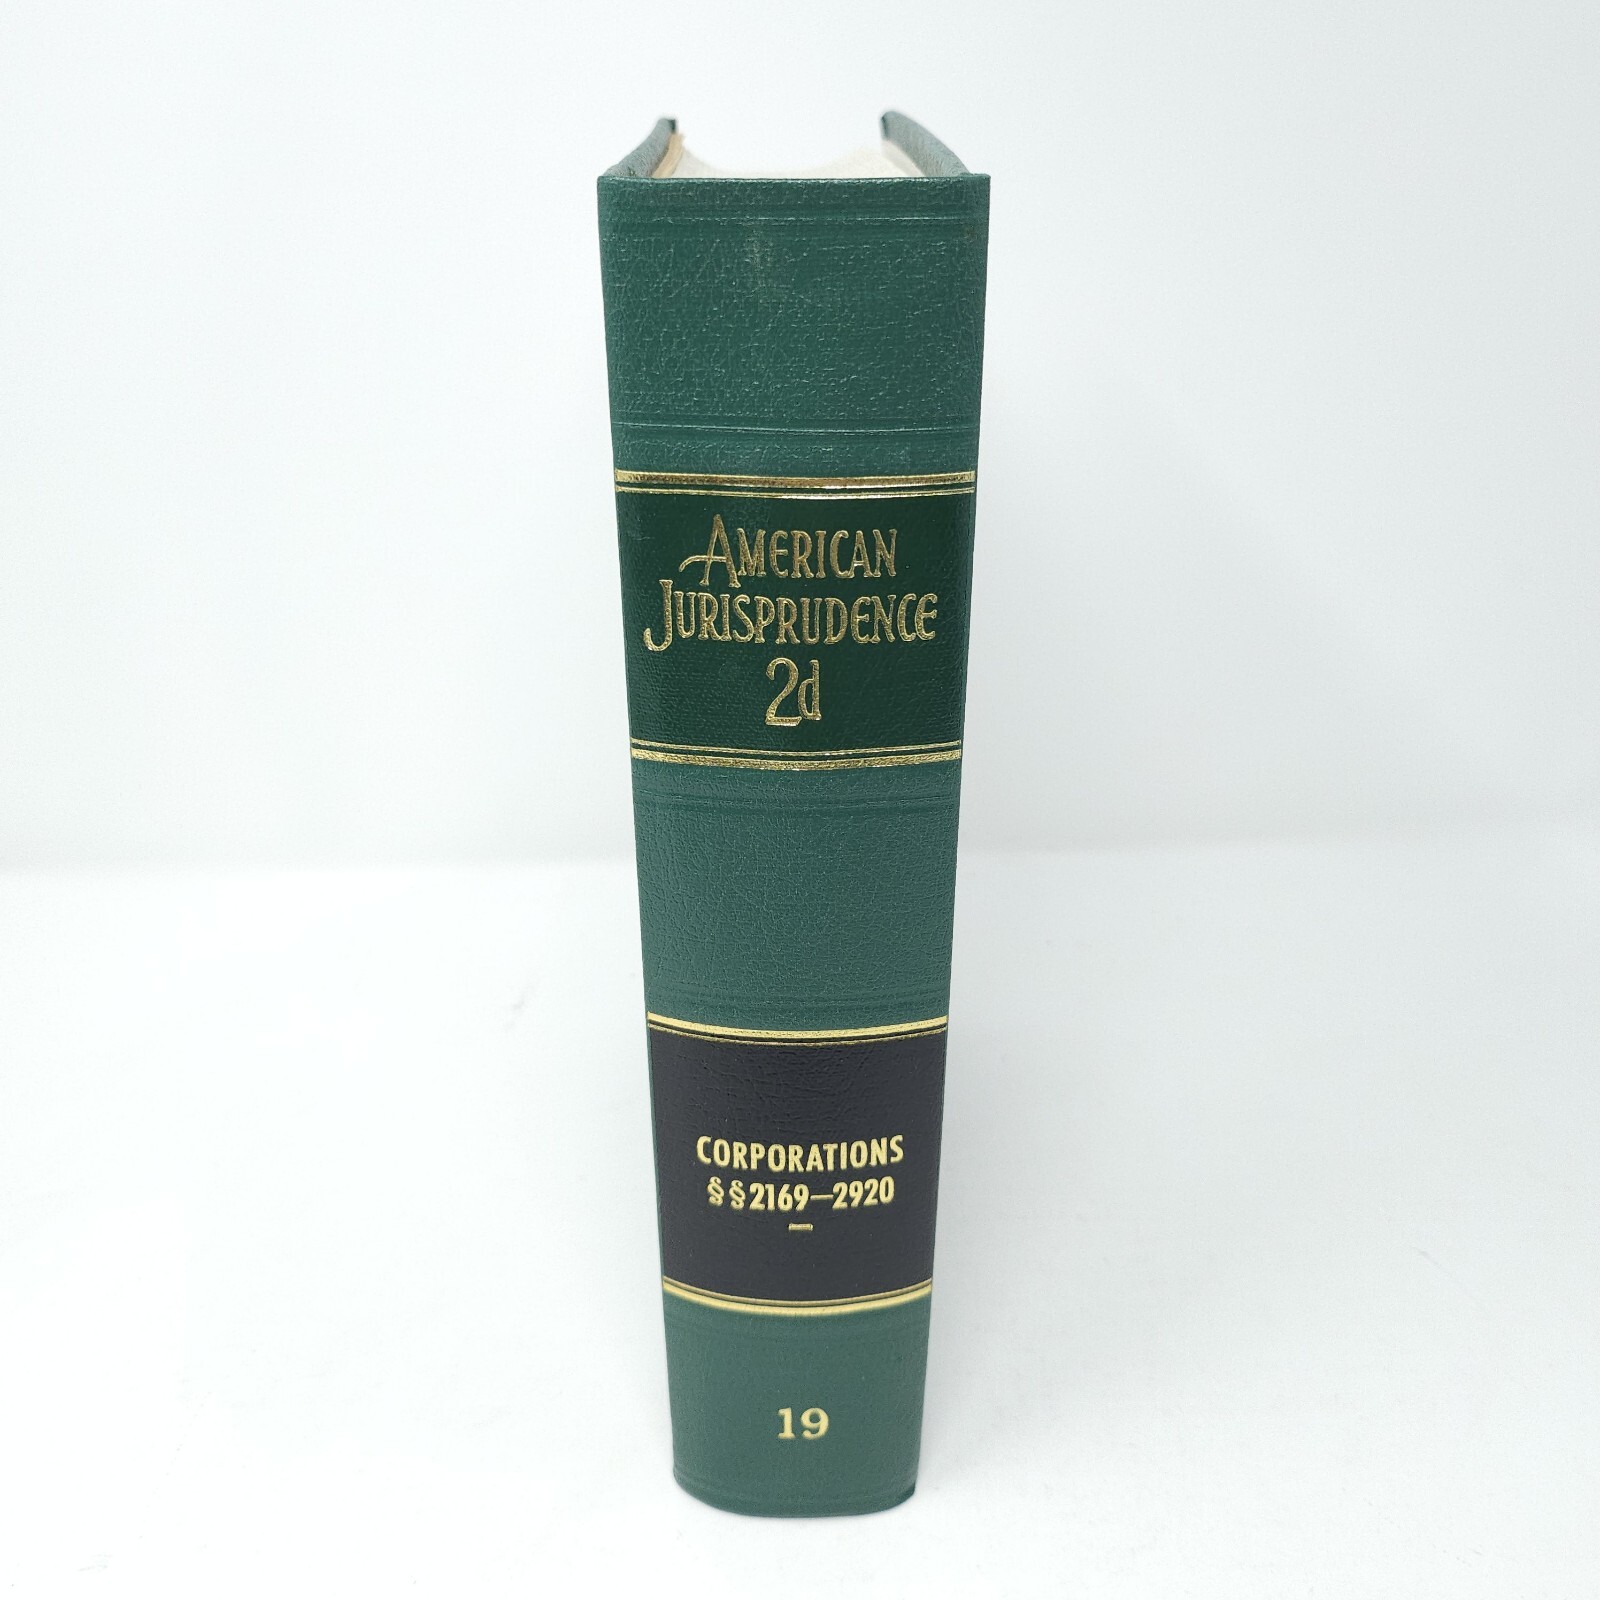 AMERICAN
JURISPRUDENCE
2d
CORPORATIONS
§§2169–2920
19